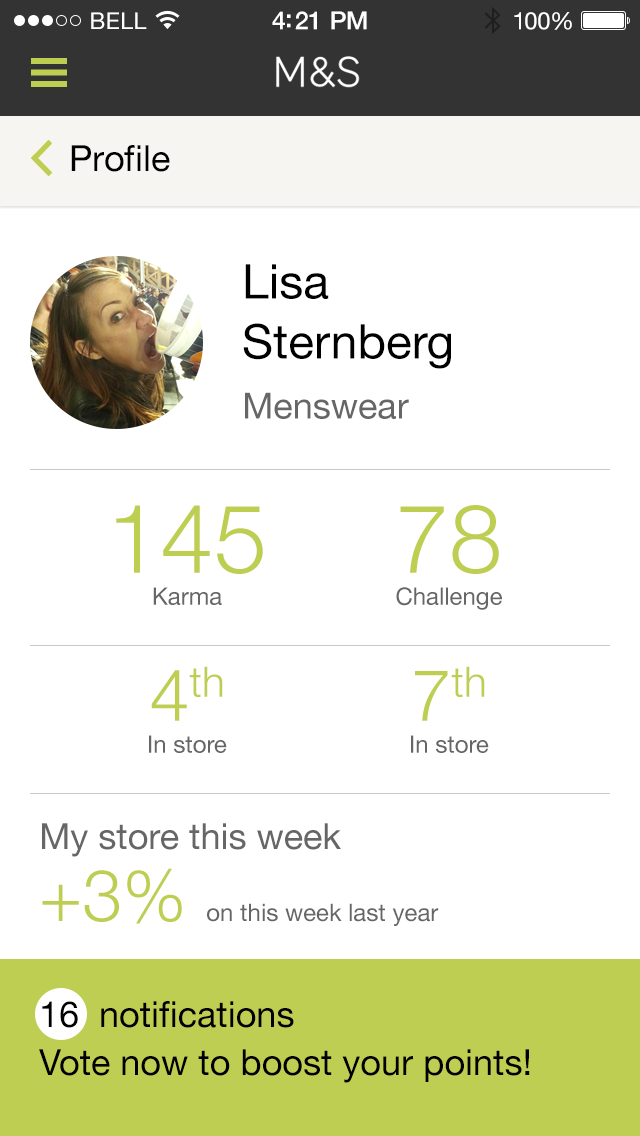 BELL 4:21 PM 100%
M&S
Profile
Lisa
Sternberg
Menswear
145 78
Karma Challenge
4th 7th
In store In store
My store this week
+3% on this week last year
16 notifications
Vote now to boost your points!